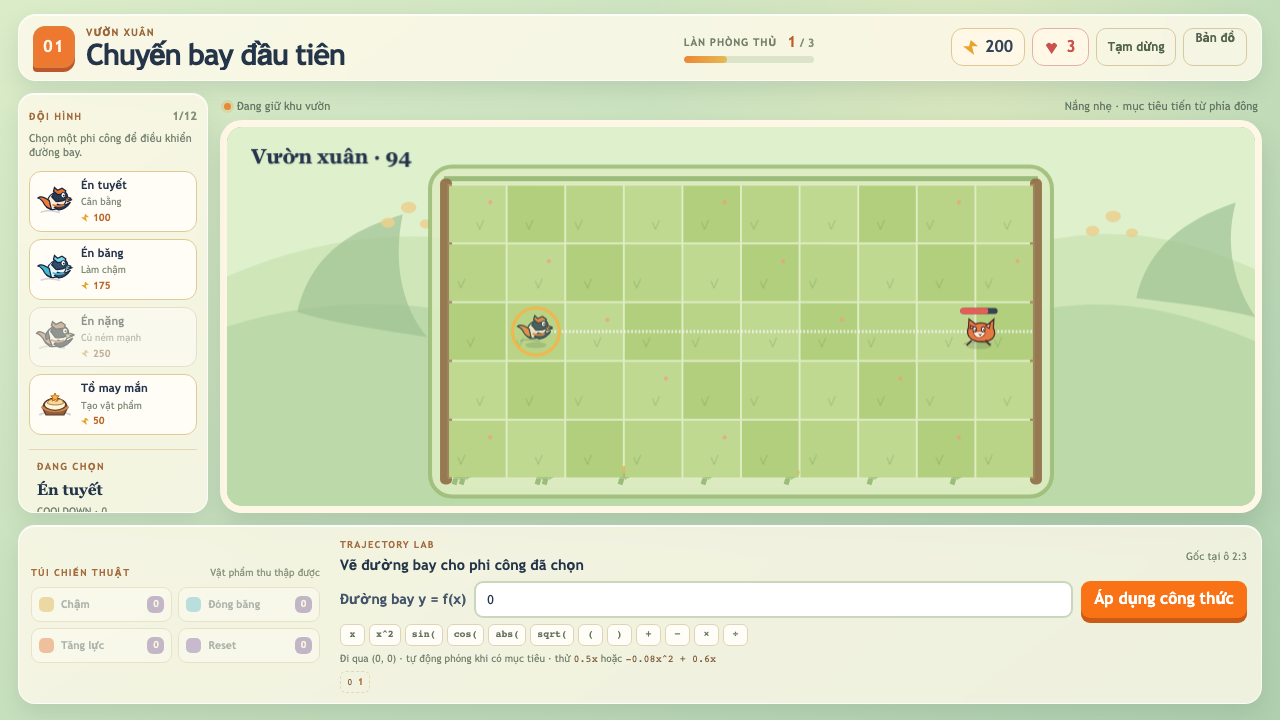 01
VƯỜN XUÂN
Chuyến bay đầu tiên
LÀN PHÒNG THỦ 1 / 3
200
3
Tạm dừng
Bản đồ
ĐỘI HÌNH 1/12
Chọn một phi công để điều khiển
đường bay.
Én tuyết
Cân bằng
100
Én băng
Làm chậm
175
Én nặng
Cú ném mạnh
250
Tổ may mắn
Tạo vật phẩm
50
ĐANG CHỌN
Én tuyết
COOLDOWN · 0
Đang giữ khu vườn
Nắng nhẹ · mục tiêu tiến từ phía đông
Vườn xuân · 94
TÚI CHIẾN THUẬT
Vật phẩm thu thập được
Chậm 0
Đóng băng 0
Tăng lực 0
Reset 0
TRAJECTORY LAB
Vẽ đường bay cho phi công đã chọn
Gốc tại ô 2:3
Đường bay y = f(x)
0
Áp dụng công thức
x x^2 sin( cos( abs( sqrt( ( ) + − × ÷
Đi qua (0, 0) · tự động phóng khi có mục tiêu · thử 0.5x hoặc −0.08x^2 + 0.6x
0 1